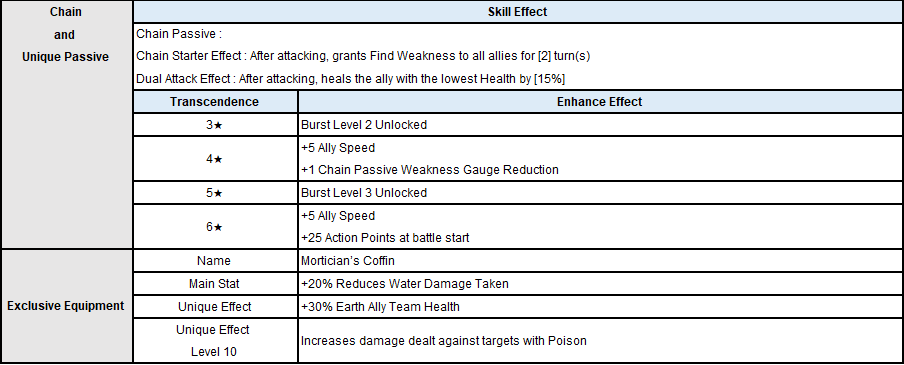 Chain
and
Unique Passive
Skill Effect
Chain Passive :
Chain Starter Effect : After attacking, grants Find Weakness to all allies for [2] turn(s)
Dual Attack Effect : After attacking, heals the ally with the lowest Health by [15%]
Transcendence
Enhance Effect
3★
Burst Level 2 Unlocked
4★
+5 Ally Speed
+1 Chain Passive Weakness Gauge Reduction
5★
Burst Level 3 Unlocked
6★
+5 Ally Speed
+25 Action Points at battle start
Exclusive Equipment
Name
Mortician's Coffin
Main Stat
+20% Reduces Water Damage Taken
Unique Effect
+30% Earth Ally Team Health
Unique Effect
Level 10
Increases damage dealt against targets with Poison